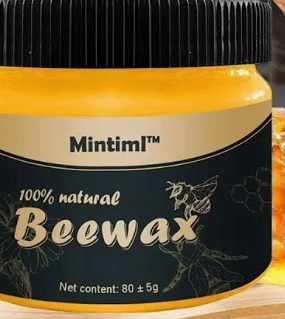 Mintiml™
100% natural
Beewax
Net content: 80 ± 5g